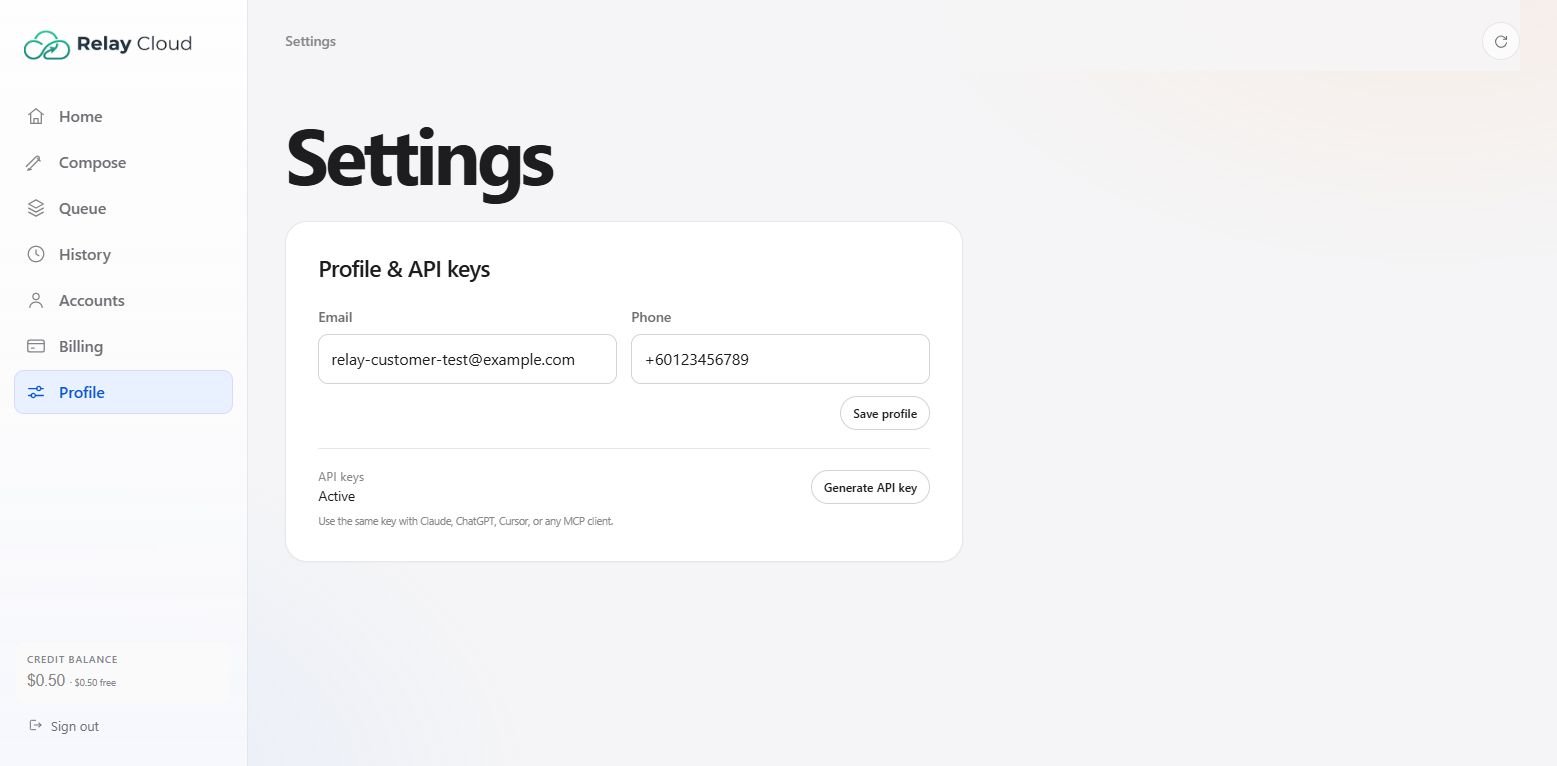 Relay Cloud
Home
Compose
Queue
History
Accounts
Billing
Profile
CREDIT BALANCE
$0.50 · $0.50 free
Sign out
Settings
Settings
Profile & API keys
Email
Phone
relay-customer-test@example.com
+60123456789
Save profile
API keys
Active
Generate API key
Use the same key with Claude, ChatGPT, Cursor, or any MCP client.